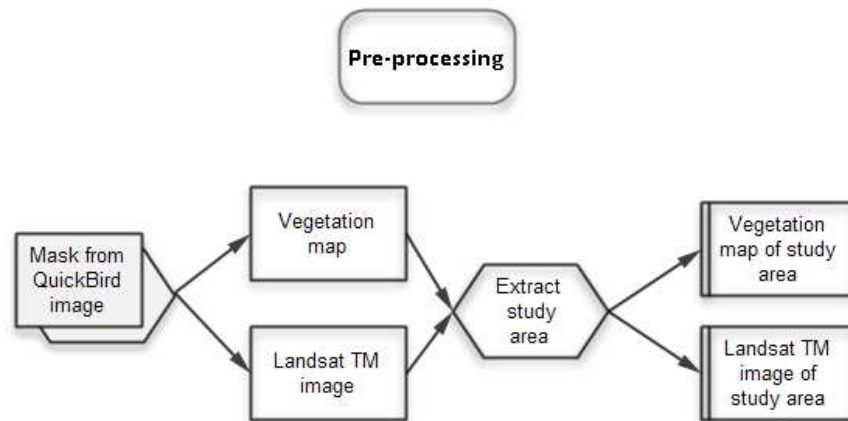 Pre-processing
Mask from
QuickBird
image
Vegetation
map
Landsat TM
image
Extract
study
area
Vegetation
map of study
area
Landsat TM
image of
study area